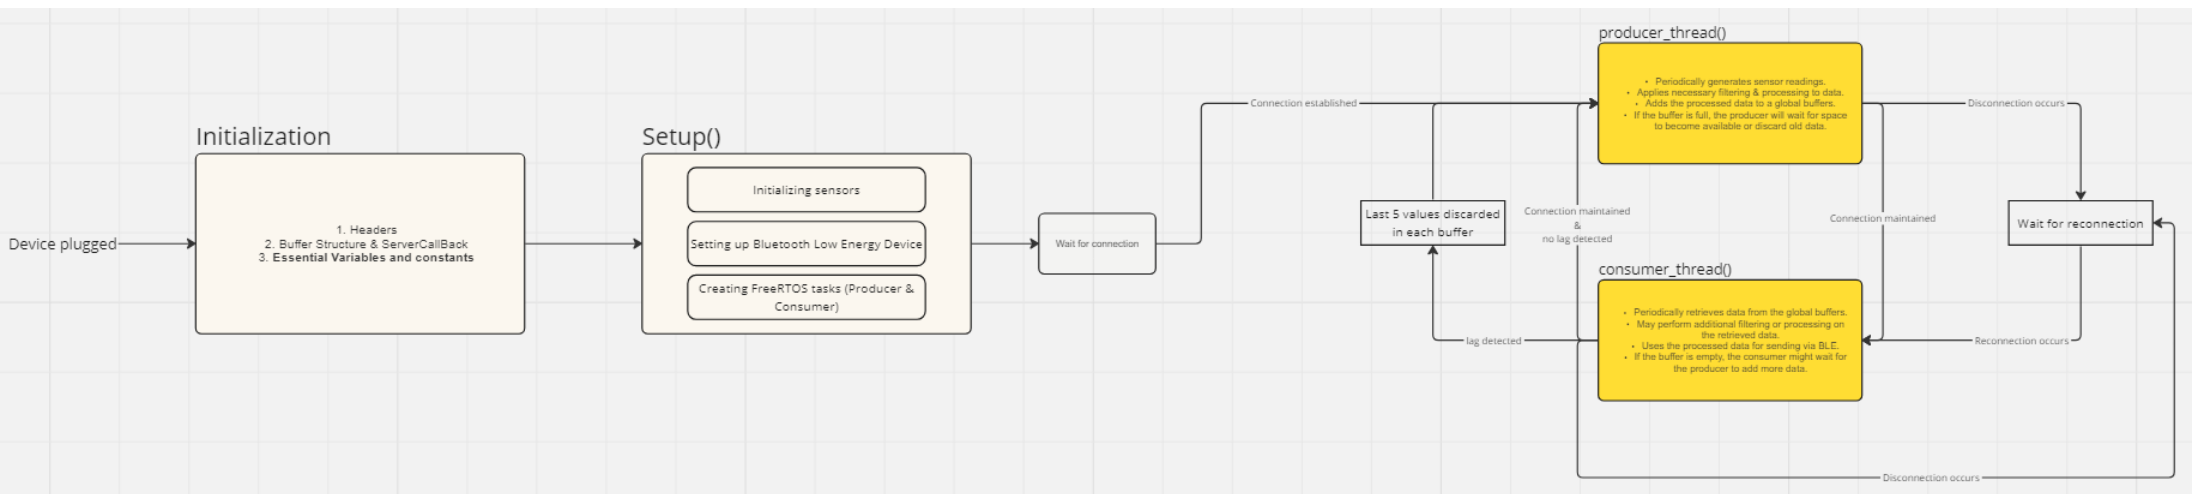 Device plugged
Initialization
1. Headers
2. Buffer Structure & ServerCallBack
3. Essential Variables and constants
Setup()
Initializing sensors
Setting up Bluetooth Low Energy Device
Creating FreeRTOS tasks (Producer &
Consumer)
Wait for connection
Connection established
producer_thread()
• Periodically generates sensor readings.
• Applies necessary filtering & processing to data.
• Adds the processed data to a global buffers.
• If the buffer is full, the producer will wait for space
to become available or discard old data.
Disconnection occurs
Last 5 values discarded
in each buffer
Connection maintained
&
no lag detected
Connection maintained
Wait for reconnection
consumer_thread()
• Periodically retrieves data from the global buffers.
• May perform additional filtering or processing on
the retrieved data.
• Uses the processed data for sending via BLE.
• If the buffer is empty, the consumer might wait for
the producer to add more data.
lag detected
Reconnection occurs
Disconnection occurs